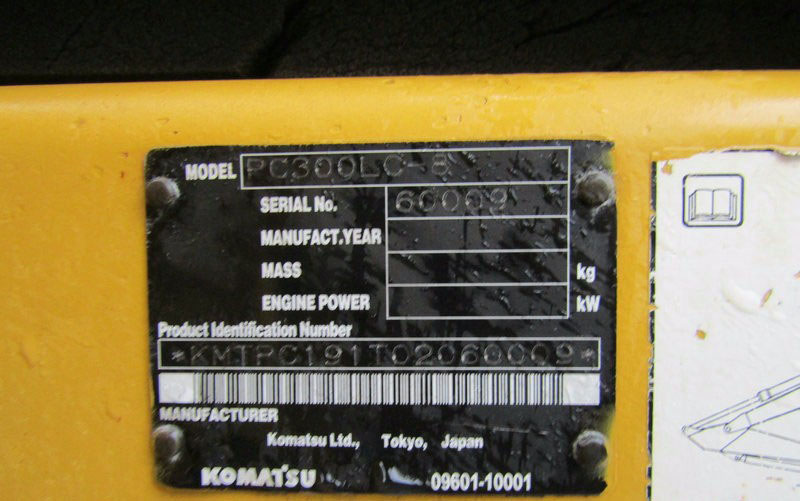 MODEL PC300LC-8
SERIAL No. 60009
MANUFACT.YEAR
MASS kg
ENGINE POWER kW
Product Identification Number
*KMTPC191T02060009*
MANUFACTURER
Komatsu Ltd., Tokyo, Japan
KOMATSU 09601-10001